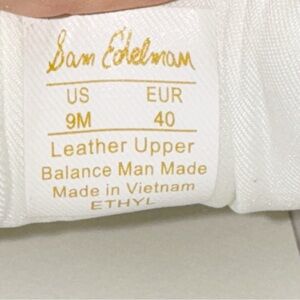 Sam Edelman
US EUR
9M 40
Leather Upper
Balance Man Made
Made in Vietnam
ETHYL